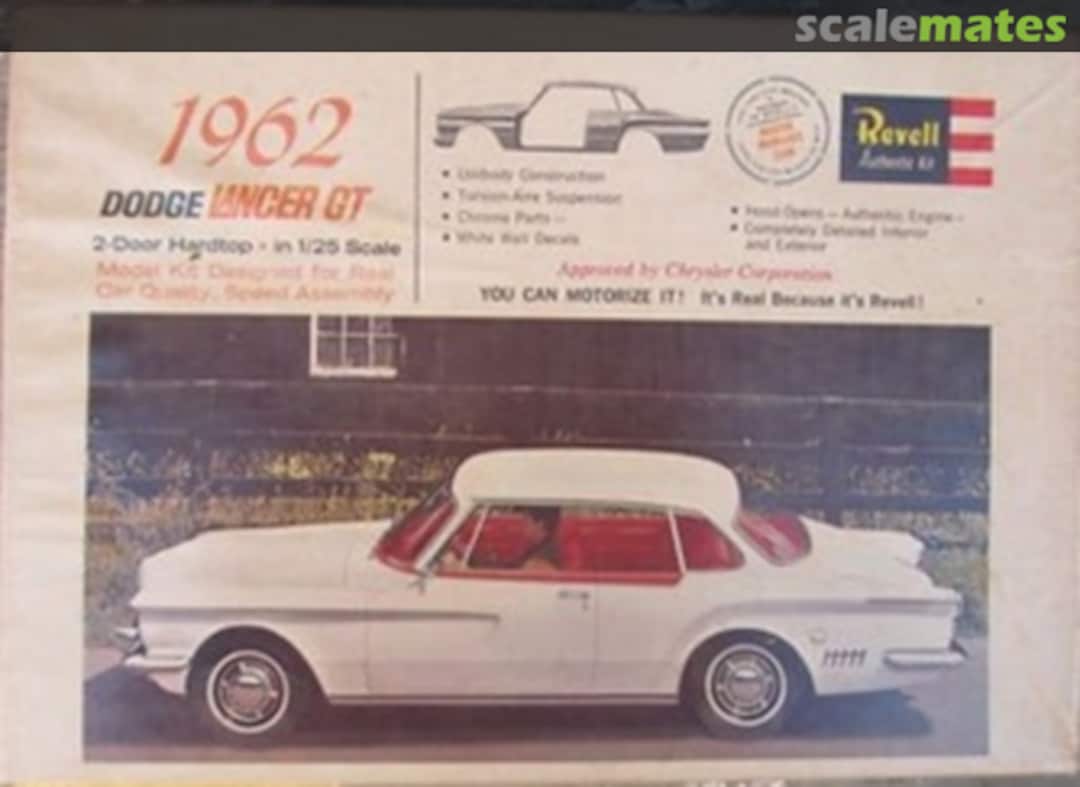 scalemates
1962
DODGE LANCER GT
2-Door Hardtop - in 1/25 Scale
Model Kit Designed for Real
Car Quality, Speed Assembly
• Unibody Construction
• Torsion-Aire Suspension
• Chrome Parts –
• White Wall Decals
Revell
Authentic Kit
• Hood Opens – Authentic Engine –
• Completely Detailed Interior
and Exterior
Approved by Chrysler Corporation
YOU CAN MOTORIZE IT! It's Real Because it's Revell!